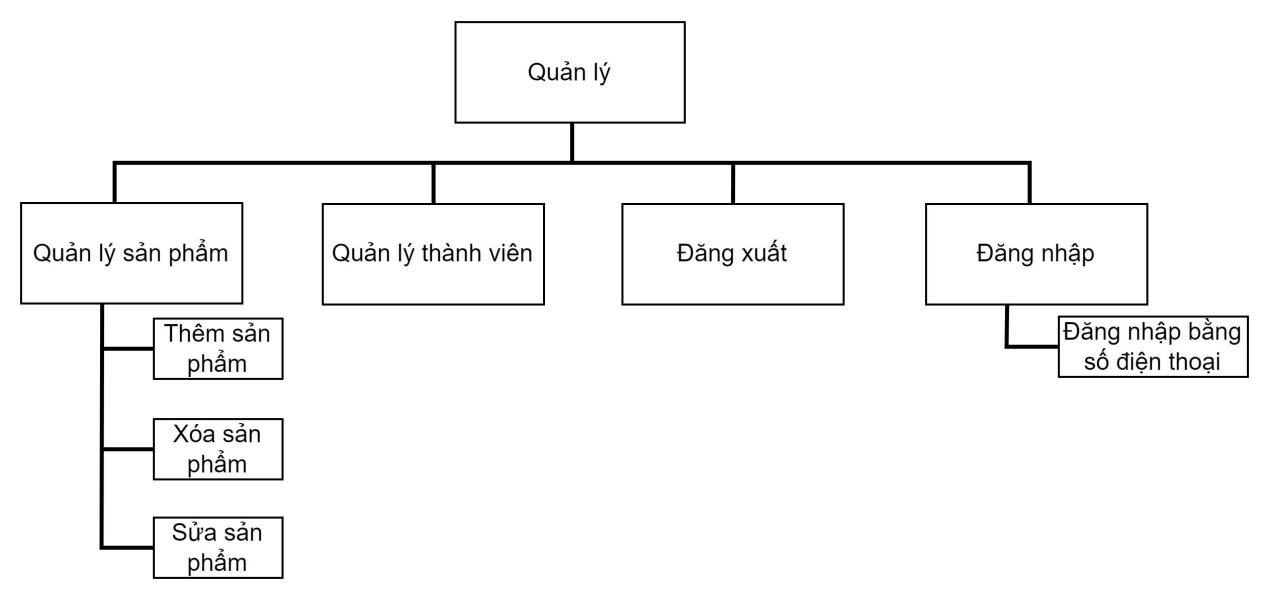 Quản lý
Quản lý sản phẩm
Quản lý thành viên
Đăng xuất
Đăng nhập
Thêm sản
phẩm
Xóa sản
phẩm
Sửa sản
phẩm
Đăng nhập bằng
số điện thoại